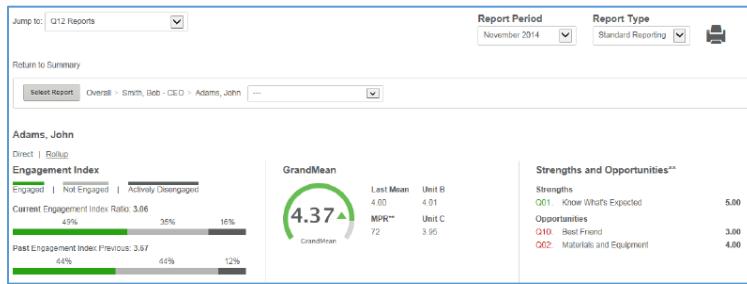 Jump to: Q12 Reports
Report Period Report Type
November 2014 Standard Reporting
Return to Summary
Select Report Overall > Smith, Bob - CEO > Adams, John ---
Adams, John
Direct | Rollup
Engagement Index
Engaged | Not Engaged | Actively Disengaged
Current Engagement Index Ratio: 3.06
49% 35% 16%
Past Engagement Index Previous: 3.67
44% 44% 12%
GrandMean
4.37
GrandMean
Last Mean Unit B
4.00 4.01
MPR** Unit C
72 3.95
Strengths and Opportunities**
Strengths
Q01. Know What's Expected 5.00
Opportunities
Q10. Best Friend 3.00
Q02. Materials and Equipment 4.00